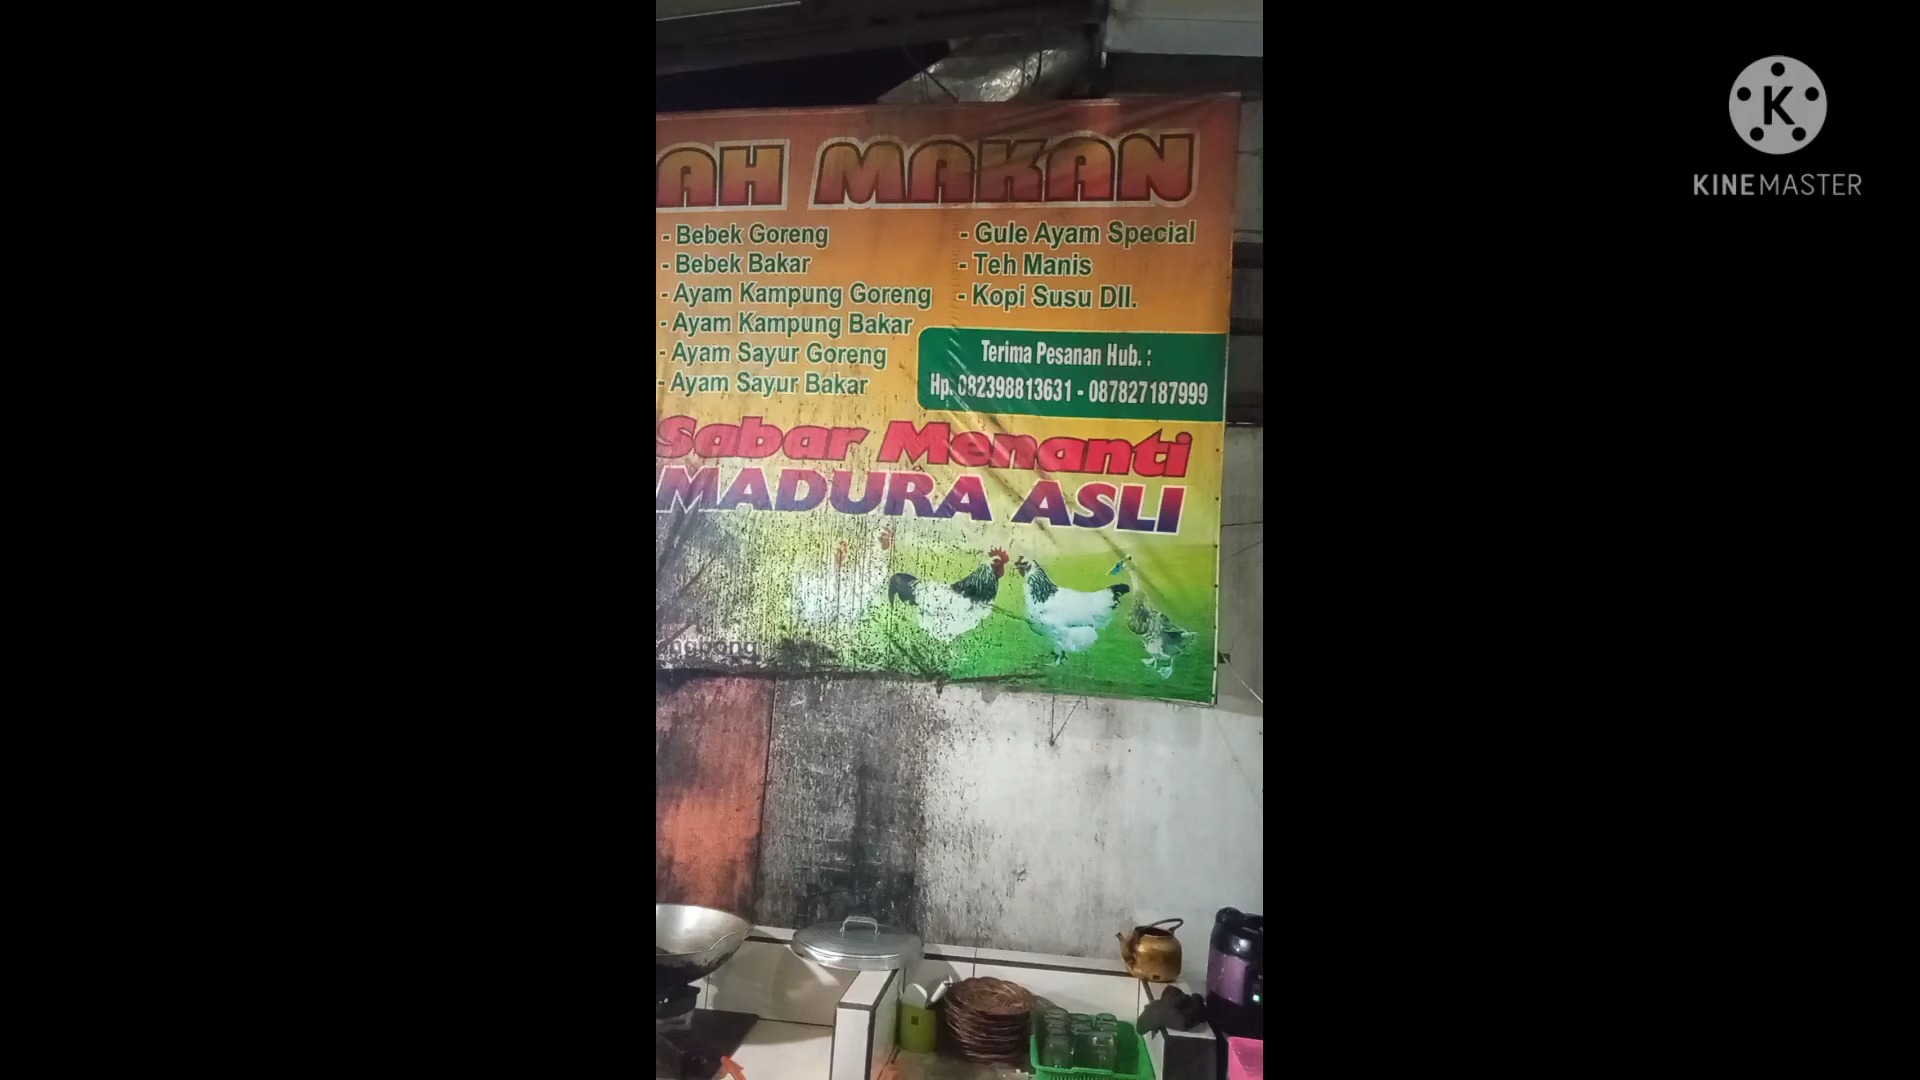 AH MAKAN
- Bebek Goreng
- Bebek Bakar
- Ayam Kampung Goreng
- Ayam Kampung Bakar
- Ayam Sayur Goreng
- Ayam Sayur Bakar
- Gule Ayam Special
- Teh Manis
- Kopi Susu Dll.
Terima Pesanan Hub. :
Hp. 082398813631 - 087827187999
Sabar Menanti
MADURA ASLI
K
KINEMASTER